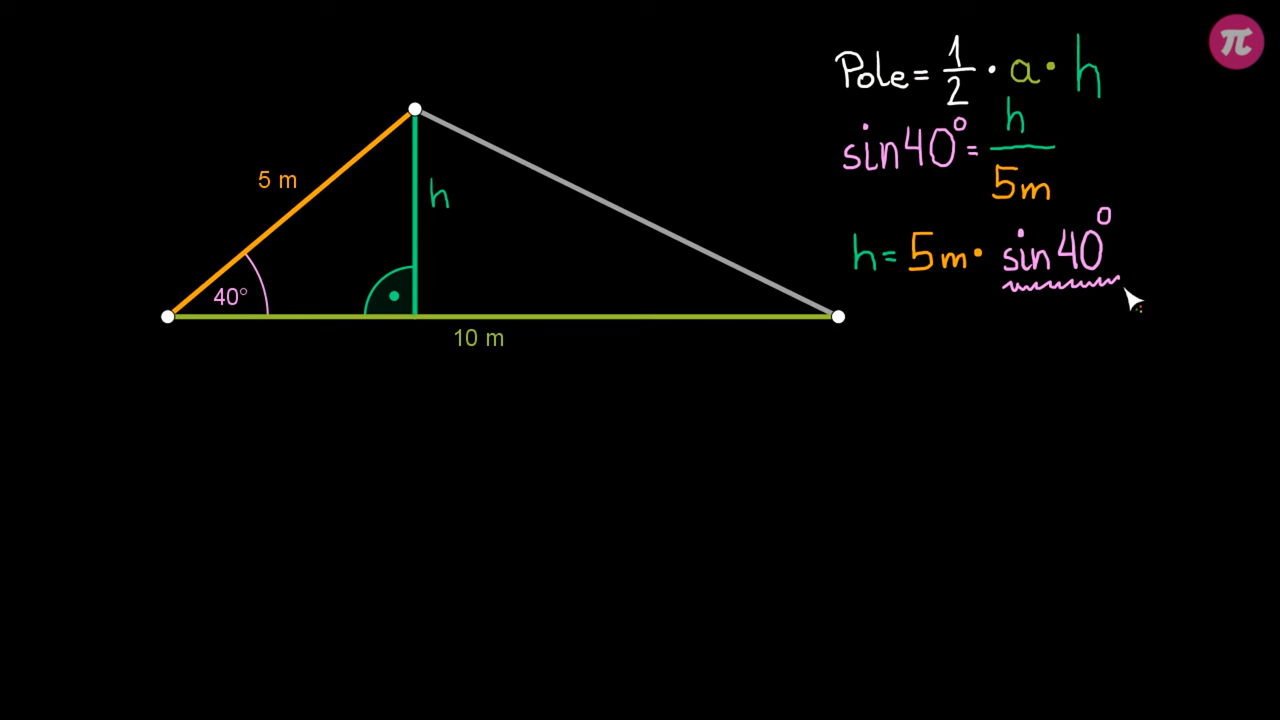 π
Pole = 1/2 · a · h
sin40° = h/5m
h = 5m · sin40°
5 m
h
40°
10 m